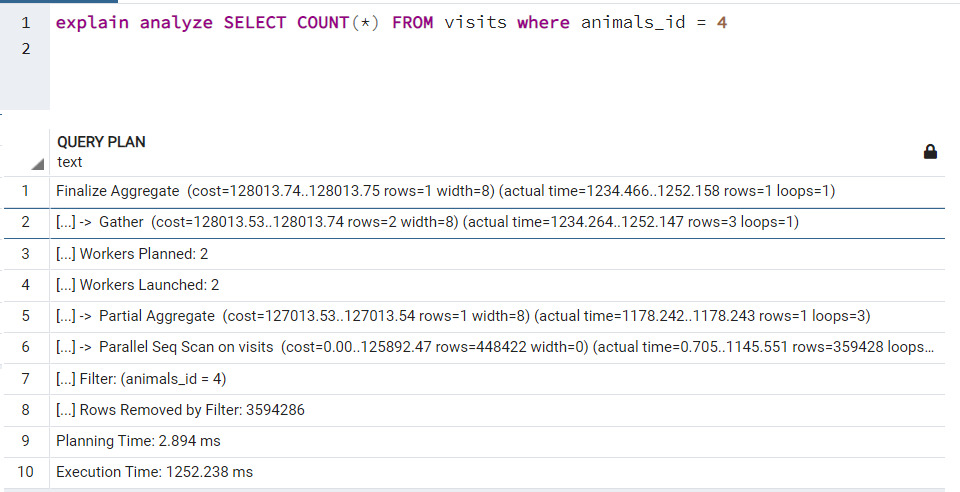 1 explain analyze SELECT COUNT(*) FROM visits where animals_id = 4
2
QUERY PLAN
text
1 Finalize Aggregate (cost=128013.74..128013.75 rows=1 width=8) (actual time=1234.466..1252.158 rows=1 loops=1)
2 [...] -> Gather (cost=128013.53..128013.74 rows=2 width=8) (actual time=1234.264..1252.147 rows=3 loops=1)
3 [...] Workers Planned: 2
4 [...] Workers Launched: 2
5 [...] -> Partial Aggregate (cost=127013.53..127013.54 rows=1 width=8) (actual time=1178.242..1178.243 rows=1 loops=3)
6 [...] -> Parallel Seq Scan on visits (cost=0.00..125892.47 rows=448422 width=0) (actual time=0.705..1145.551 rows=359428 loops...
7 [...] Filter: (animals_id = 4)
8 [...] Rows Removed by Filter: 3594286
9 Planning Time: 2.894 ms
10 Execution Time: 1252.238 ms